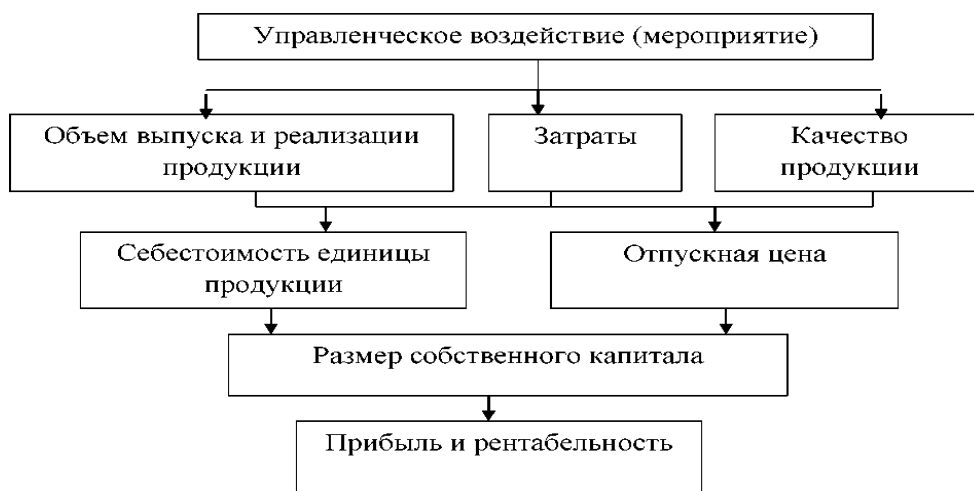 Управленческое воздействие (мероприятие)
Объем выпуска и реализации
продукции
Затраты
Качество
продукции
Себестоимость единицы
продукции
Отпускная цена
Размер собственного капитала
Прибыль и рентабельность